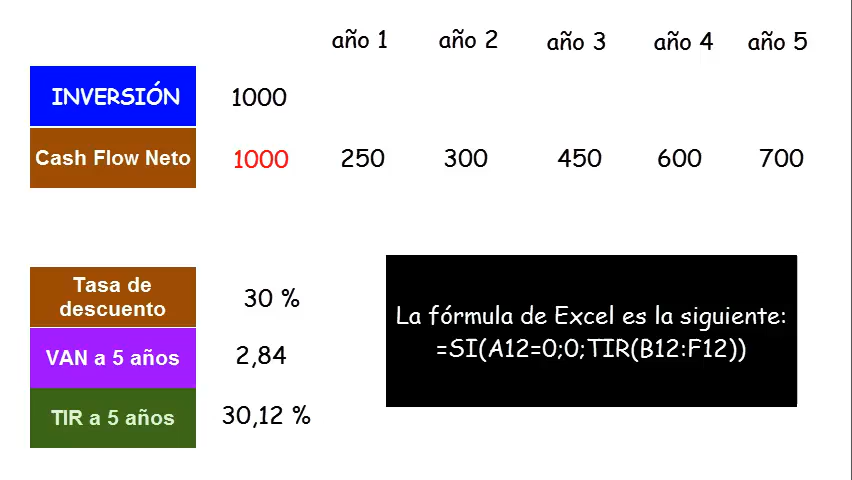 año 1 año 2 año 3 año 4 año 5
INVERSIÓN 1000
Cash Flow Neto 1000 250 300 450 600 700
Tasa de
descuento 30 %
VAN a 5 años 2,84
TIR a 5 años 30,12 %
La fórmula de Excel es la siguiente:
=SI(A12=0;0;TIR(B12:F12))